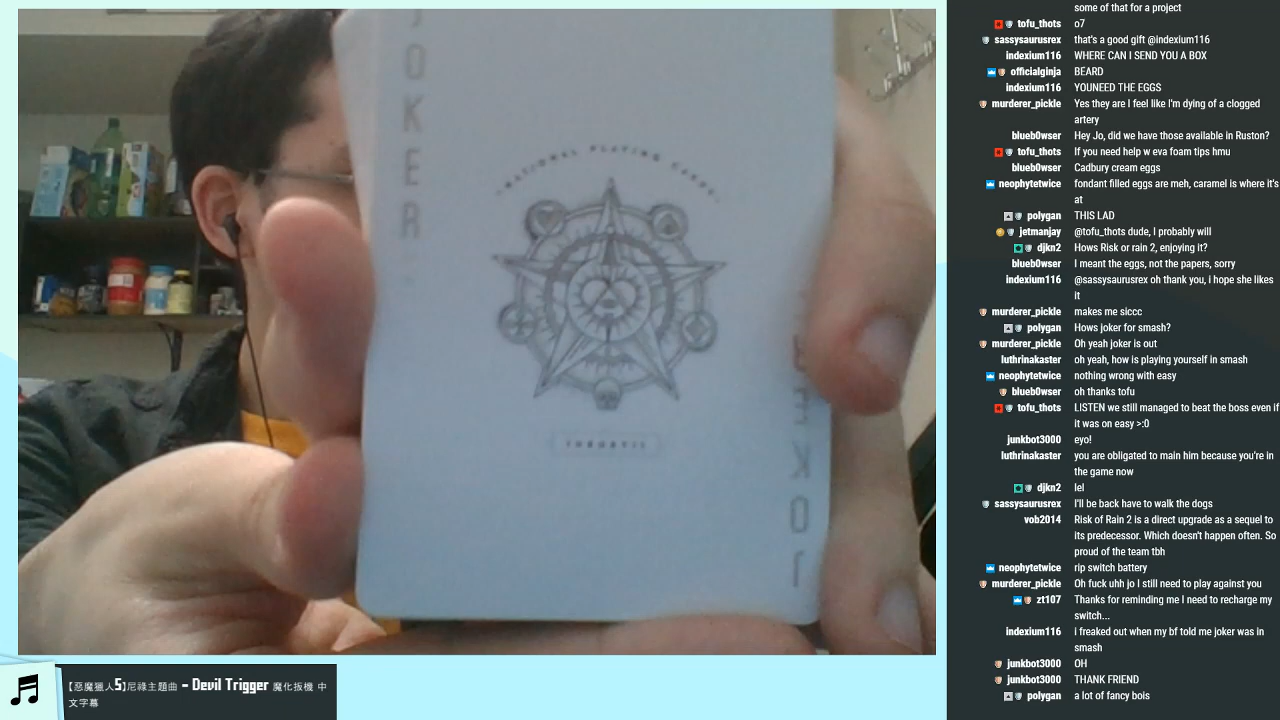 JOKER
NATIONAL PLAYING CARDS
JOK
【惡魔獵人5】尼祿主題曲 - Devil Trigger 魔化扳機 中
文字幕
some of that for a project
tofu_thots o7
sassysaurusrex that's a good gift @indexium116
indexium116 WHERE CAN I SEND YOU A BOX
officialginja BEARD
indexium116 YOUNEED THE EGGS
murderer_pickle Yes they are I feel like I'm dying of a clogged
artery
blueb0wser Hey Jo, did we have those available in Ruston?
tofu_thots If you need help w eva foam tips hmu
blueb0wser Cadbury cream eggs
neophytetwice fondant filled eggs are meh, caramel is where it's
at
polygan THIS LAD
jetmanjay @tofu_thots dude, I probably will
djkn2 Hows Risk or rain 2, enjoying it?
blueb0wser I meant the eggs, not the papers, sorry
indexium116 @sassysaurusrex oh thank you, i hope she likes
it
murderer_pickle makes me siccc
polygan Hows joker for smash?
murderer_pickle Oh yeah joker is out
luthrinakaster oh yeah, how is playing yourself in smash
neophytetwice nothing wrong with easy
blueb0wser oh thanks tofu
tofu_thots LISTEN we still managed to beat the boss even if
it was on easy >:0
junkbot3000 eyo!
luthrinakaster you are obligated to main him because you're in
the game now
djkn2 lel
sassysaurusrex I'll be back have to walk the dogs
vob2014 Risk of Rain 2 is a direct upgrade as a sequel to
its predecessor. Which doesn't happen often. So
proud of the team tbh
neophytetwice rip switch battery
murderer_pickle Oh fuck uhh jo I still need to play against you
zt107 Thanks for reminding me I need to recharge my
switch...
indexium116 i freaked out when my bf told me joker was in
smash
junkbot3000 OH
junkbot3000 THANK FRIEND
polygan a lot of fancy bois